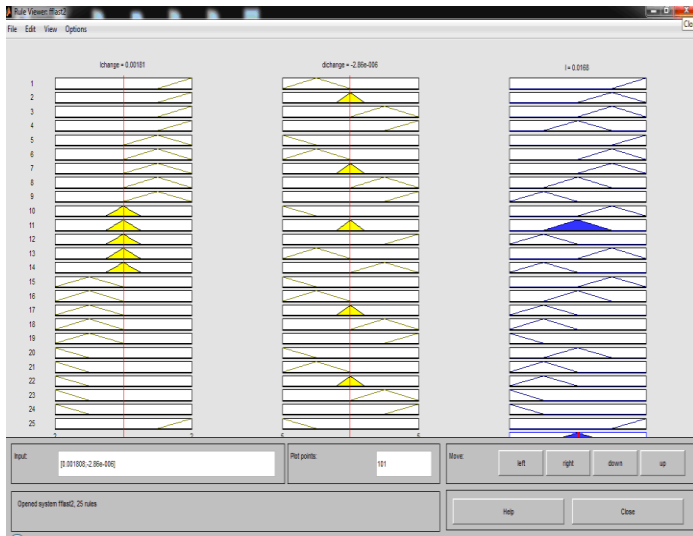 Rule Viewer: fflast2
File Edit View Options
Ichange = 0.00181
dichange = -2.86e-006
I = 0.0168
1
2
3
4
5
6
7
8
9
10
11
12
13
14
15
16
17
18
19
20
21
22
23
24
25
Input:
[0.001808,-2.86e-006]
Plot points:
101
Move:
left
right
down
up
Opened system fflast2, 25 rules
Help
Close